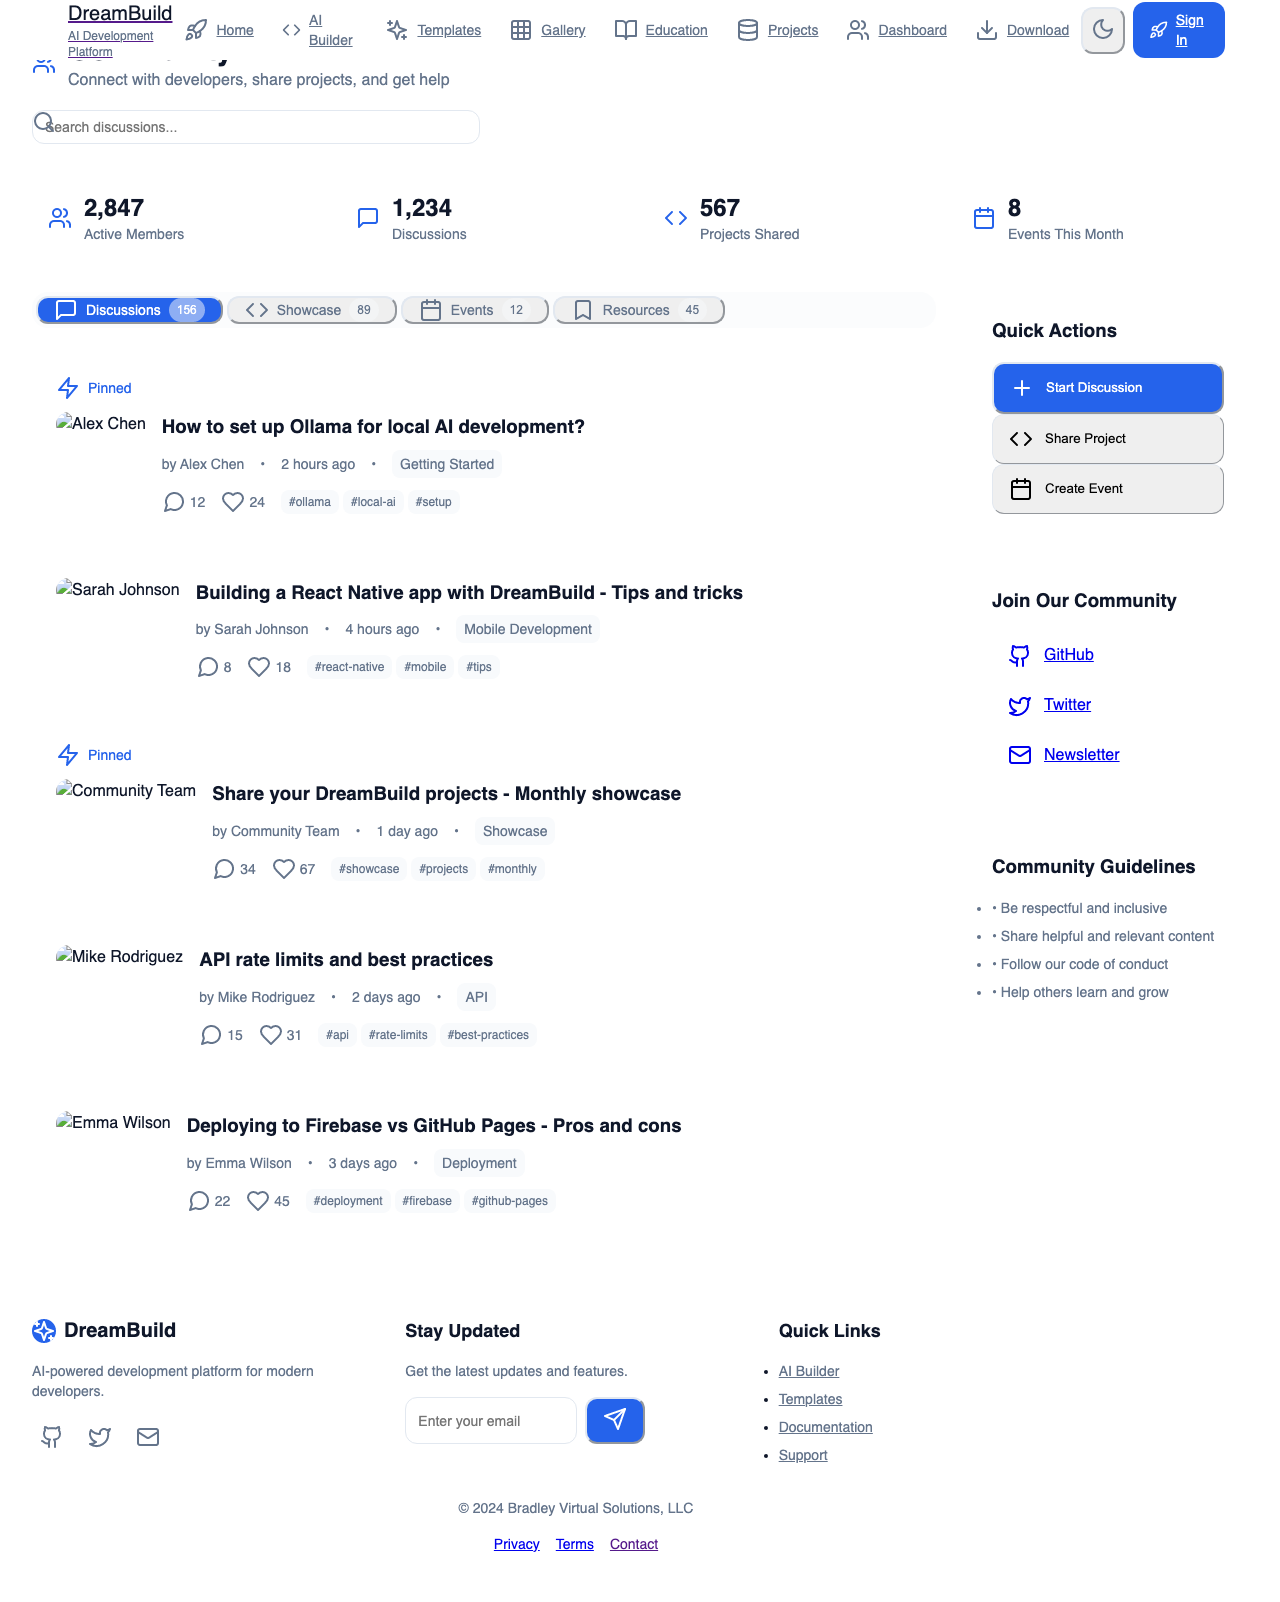 DreamBuild
AI Development
Platform
Home
AI
Builder
Templates
Gallery
Education
Projects
Dashboard
Download
Sign
In
Connect with developers, share projects, and get help
Search discussions...
2,847
Active Members
1,234
Discussions
567
Projects Shared
8
Events This Month
Discussions 156
Showcase 89
Events 12
Resources 45
Pinned
Alex Chen
How to set up Ollama for local AI development?
by Alex Chen • 2 hours ago • Getting Started
12 24 #ollama #local-ai #setup
Sarah Johnson
Building a React Native app with DreamBuild - Tips and tricks
by Sarah Johnson • 4 hours ago • Mobile Development
8 18 #react-native #mobile #tips
Pinned
Community Team
Share your DreamBuild projects - Monthly showcase
by Community Team • 1 day ago • Showcase
34 67 #showcase #projects #monthly
Mike Rodriguez
API rate limits and best practices
by Mike Rodriguez • 2 days ago • API
15 31 #api #rate-limits #best-practices
Emma Wilson
Deploying to Firebase vs GitHub Pages - Pros and cons
by Emma Wilson • 3 days ago • Deployment
22 45 #deployment #firebase #github-pages
Quick Actions
Start Discussion
Share Project
Create Event
Join Our Community
GitHub
Twitter
Newsletter
Community Guidelines
• • Be respectful and inclusive
• • Share helpful and relevant content
• • Follow our code of conduct
• • Help others learn and grow
DreamBuild
AI-powered development platform for modern
developers.
Stay Updated
Get the latest updates and features.
Enter your email
Quick Links
• AI Builder
• Templates
• Documentation
• Support
© 2024 Bradley Virtual Solutions, LLC
Privacy Terms Contact